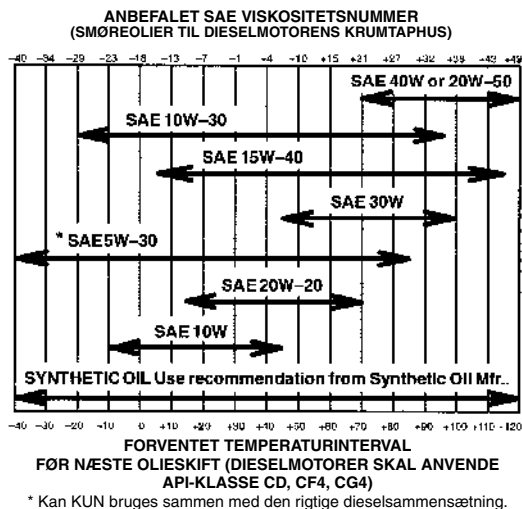 ANBEFALET SAE VISKOSITETSNUMMER
(SMØREOLIER TIL DIESELMOTORENS KRUMTAPHUS)
–40 –34 –29 –23 –18 –13 –7 –1 +4 +10 +15 +21 +27 +32 +38 +43 +49
SAE 40W or 20W–50
SAE 10W–30
SAE 15W–40
SAE 30W
* SAE 5W–30
SAE 20W–20
SAE 10W
SYNTHETIC OIL Use recommendation from Synthetic Oil Mfr..
–40 –30 –20 –10 0 +10 +20 +30 +40 +50 +60 +70 +80 +90 +100 +110 +120
FORVENTET TEMPERATURINTERVAL
FØR NÆSTE OLIESKIFT (DIESELMOTORER SKAL ANVENDE
API-KLASSE CD, CF4, CG4)
* Kan KUN bruges sammen med den rigtige dieselsammensætning.